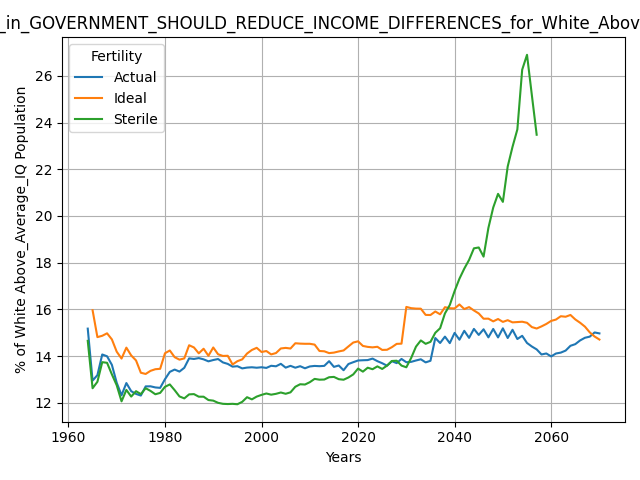 _in_GOVERNMENT_SHOULD_REDUCE_INCOME_DIFFERENCES_for_White_Abov
Fertility
Actual
Ideal
Sterile
% of White Above_Average_IQ Population
26
24
22
20
18
16
14
12
1960 1980 2000 2020 2040 2060
Years